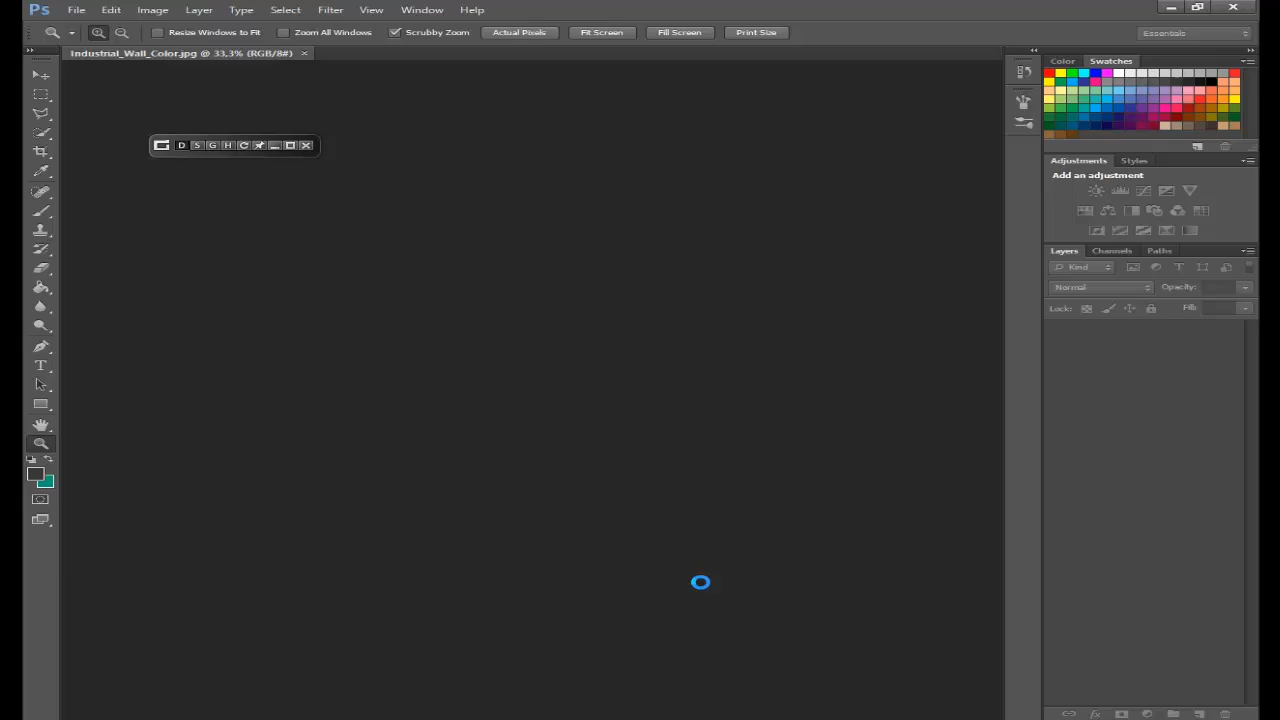 Ps File Edit Image Layer Type Select Filter View Window Help
Resize Windows to Fit Zoom All Windows Scrubby Zoom Actual Pixels Fit Screen Fill Screen Print Size Essentials
Industrial_Wall_Color.jpg @ 33,3% (RGB/8#)
Color Swatches
D S G H
Adjustments Styles
Add an adjustment
Layers Channels Paths
Kind
Normal Opacity:
Lock: Fill:
T
fx